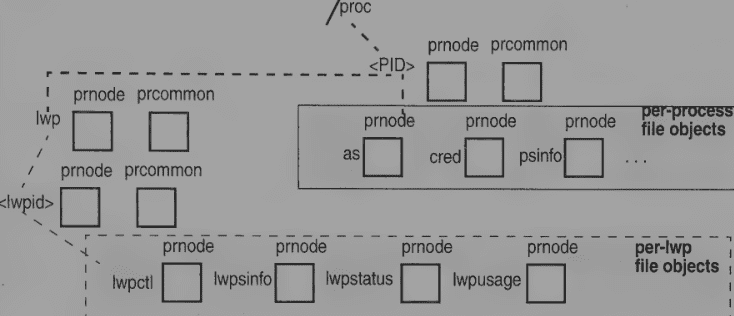 /proc
prnode prcommon
<PID>
prnode prcommon
lwp
per-process
file objects
prnode prnode prnode
as cred psinfo ...
prnode prcommon
<lwpid>
prnode prnode prnode prnode
per-lwp
file objects
lwpctl lwpsinfo lwpstatus lwpusage